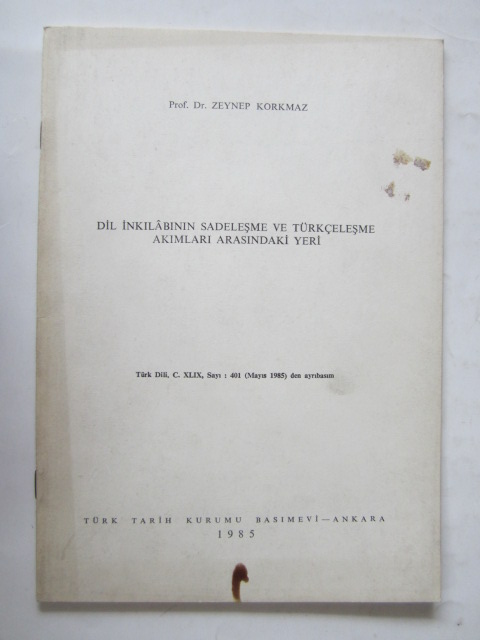 Prof. Dr. ZEYNEP KORKMAZ
DİL İNKILÂBININ SADELEŞME VE TÜRKÇELEŞME
AKIMLARI ARASINDAKİ YERİ
Türk Dili, C. XLIX, Sayı : 401 (Mayıs 1985) den ayrıbasım
TÜRK TARİH KURUMU BASIMEVİ—ANKARA
1985